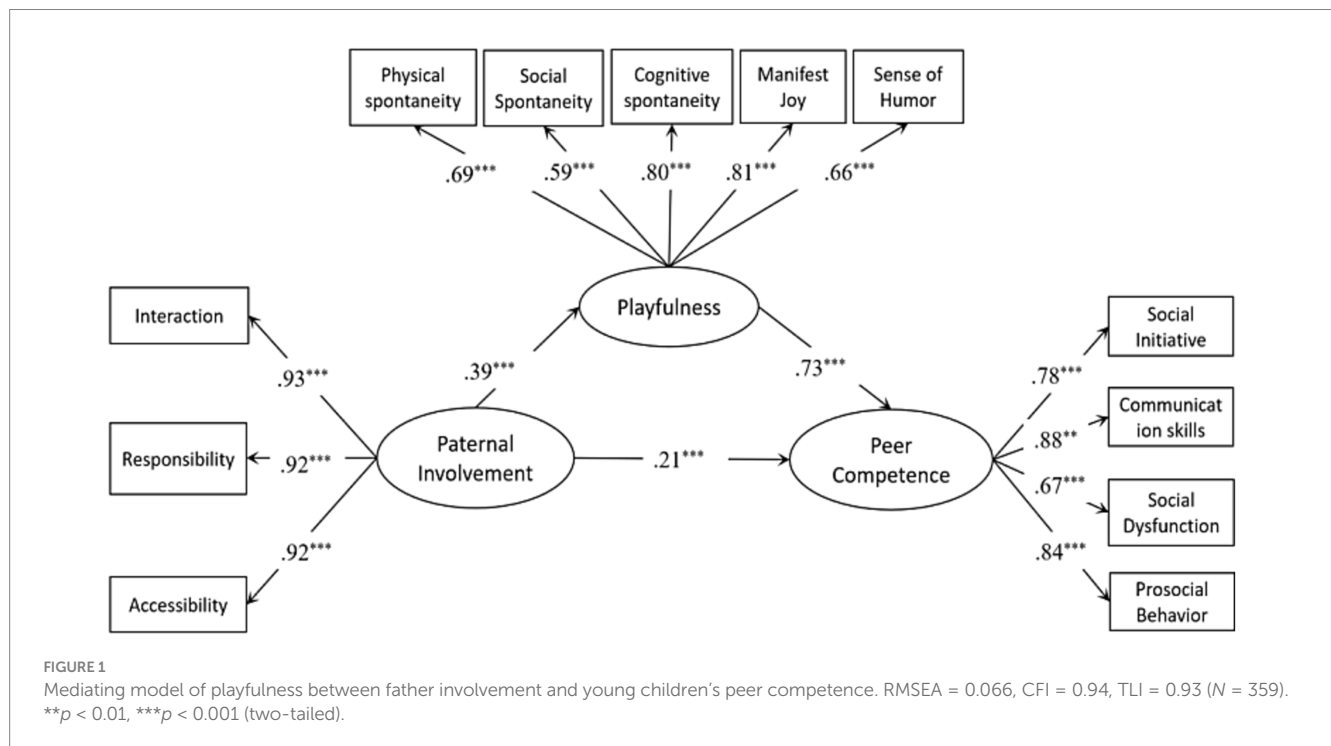 Physical
spontaneity
Social
Spontaneity
Cognitive
spontaneity
Manifest
Joy
Sense of
Humor
.69***
.59***
.80***
.81***
.66***
Playfulness
Interaction
Responsibility
Accessibility
.93***
.92***
.92***
Paternal
Involvement
.39***
.73***
.21***
Peer
Competence
.78***
.88**
.67***
.84***
Social
Initiative
Communicat
ion skills
Social
Dysfunction
Prosocial
Behavior
FIGURE 1
Mediating model of playfulness between father involvement and young children's peer competence. RMSEA = 0.066, CFI = 0.94, TLI = 0.93 (N = 359).
**p < 0.01, ***p < 0.001 (two-tailed).